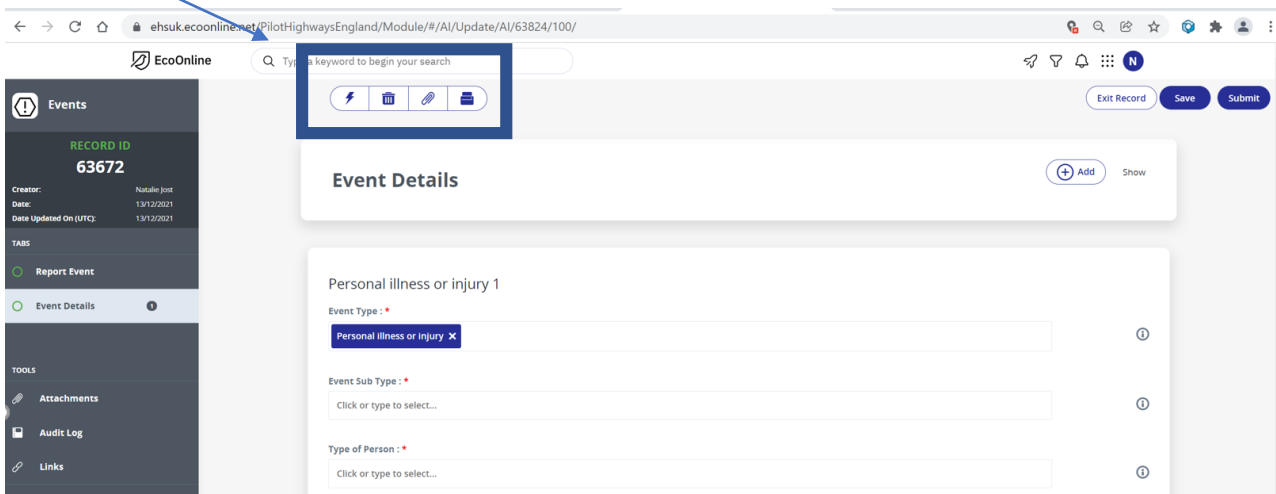 ehsuk.ecoonline.net/PilotHighwaysEngland/Module/#/AI/Update/AI/63824/100/
EcoOnline
Type a keyword to begin your search
N
Events
Exit Record
Save
Submit
RECORD ID
63672
Creator: Natalie Jost
Date: 13/12/2021
Date Updated On (UTC): 13/12/2021
Event Details
Add
Show
TABS
Report Event
Event Details 1
Personal illness or injury 1
Event Type : *
Personal illness or injury X
Event Sub Type : *
Click or type to select...
Type of Person : *
Click or type to select...
TOOLS
Attachments
Audit Log
Links